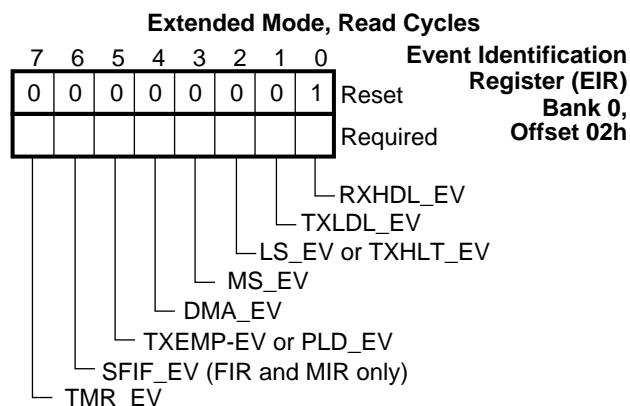 Extended Mode, Read Cycles
7 6 5 4 3 2 1 0
Event Identification
Register (EIR)
Bank 0,
Offset 02h
0 0 0 0 0 0 0 1 Reset
Required
RXHDL_EV
TXLDL_EV
LS_EV or TXHLT_EV
MS_EV
DMA_EV
TXEMP-EV or PLD_EV
SFIF_EV (FIR and MIR only)
TMR_EV